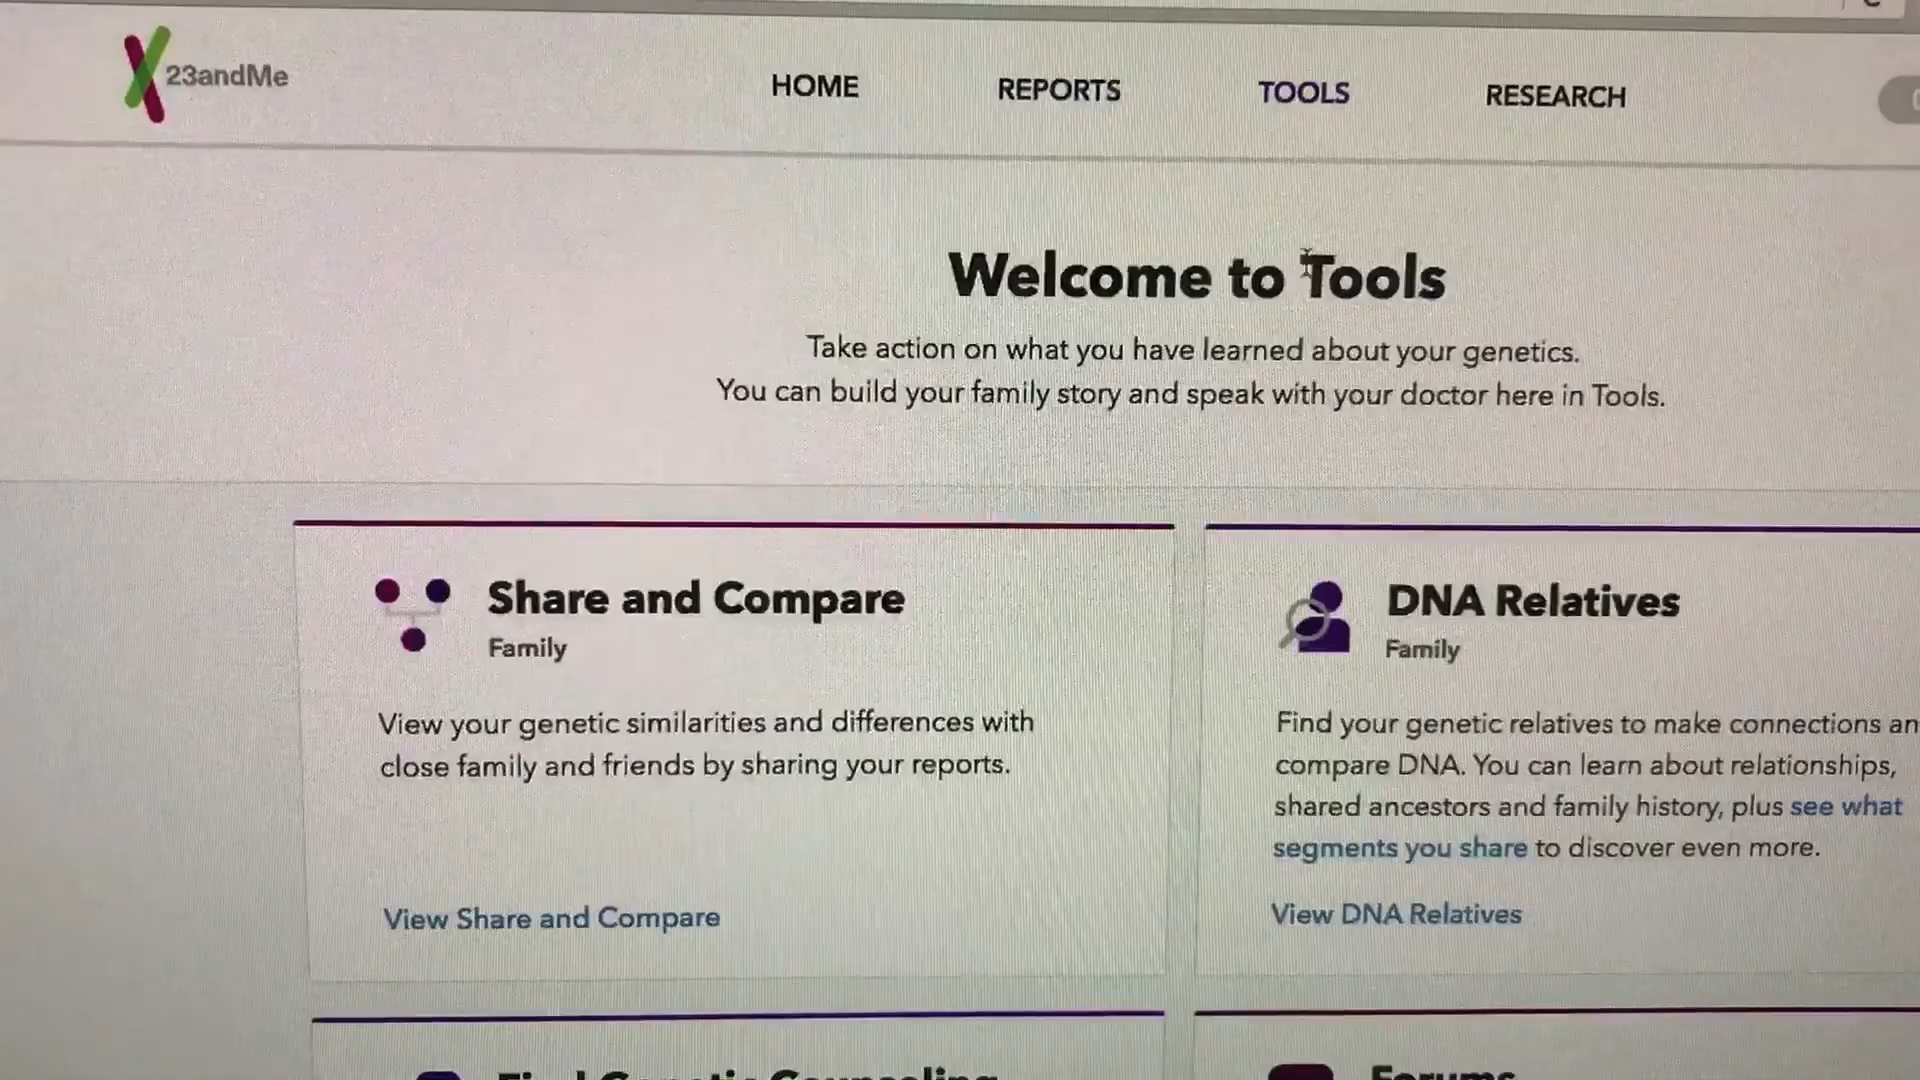 23andMe
HOME
REPORTS
TOOLS
RESEARCH
Welcome to Tools
Take action on what you have learned about your genetics.
You can build your family story and speak with your doctor here in Tools.
Share and Compare
Family
View your genetic similarities and differences with
close family and friends by sharing your reports.
View Share and Compare
DNA Relatives
Family
Find your genetic relatives to make connections an
compare DNA. You can learn about relationships,
shared ancestors and family history, plus see what
segments you share to discover even more.
View DNA Relatives
Find Genetic Counseling
Forums